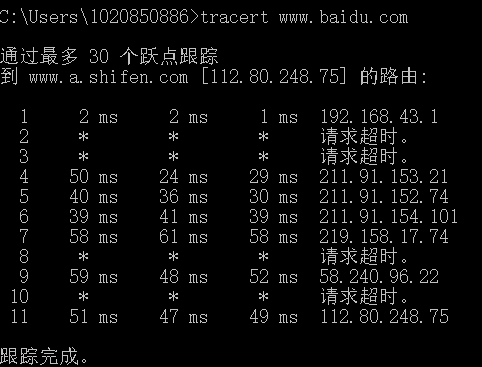 C:\Users\1020850886>tracert www.baidu.com
通过最多 30 个跃点跟踪
到 www.a.shifen.com [112.80.248.75] 的路由:
1 2 ms 2 ms 1 ms 192.168.43.1
2 * * * 请求超时。
3 * * * 请求超时。
4 50 ms 24 ms 29 ms 211.91.153.21
5 40 ms 36 ms 30 ms 211.91.152.74
6 39 ms 41 ms 39 ms 211.91.154.101
7 58 ms 61 ms 58 ms 219.158.17.74
8 * * * 请求超时。
9 59 ms 48 ms 52 ms 58.240.96.22
10 * * * 请求超时。
11 51 ms 47 ms 49 ms 112.80.248.75
跟踪完成。